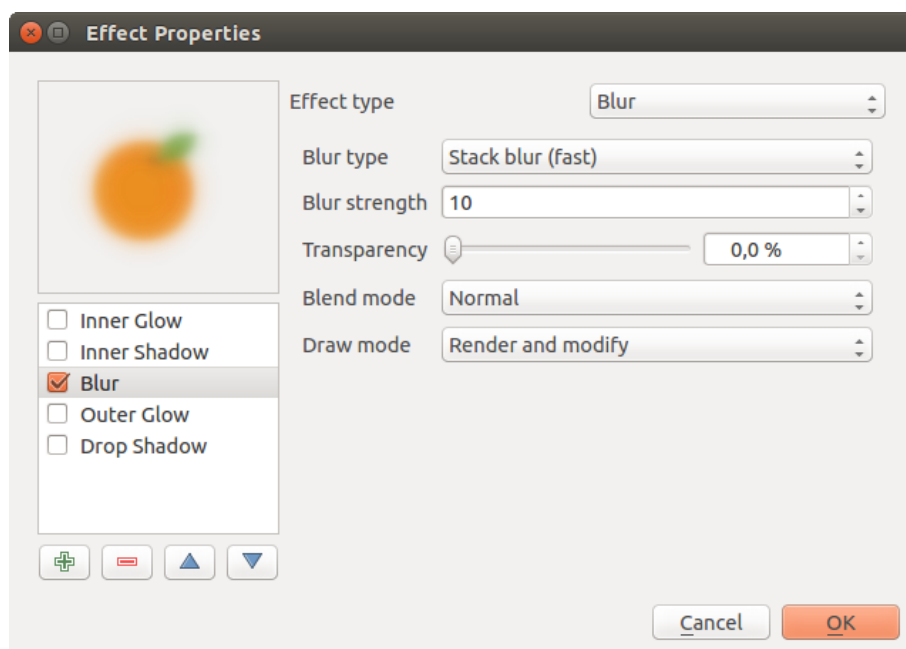 Effect Properties
Effect type Blur
Blur type Stack blur (fast)
Blur strength 10
Transparency 0,0 %
Blend mode Normal
Draw mode Render and modify
Inner Glow
Inner Shadow
Blur
Outer Glow
Drop Shadow
Cancel OK